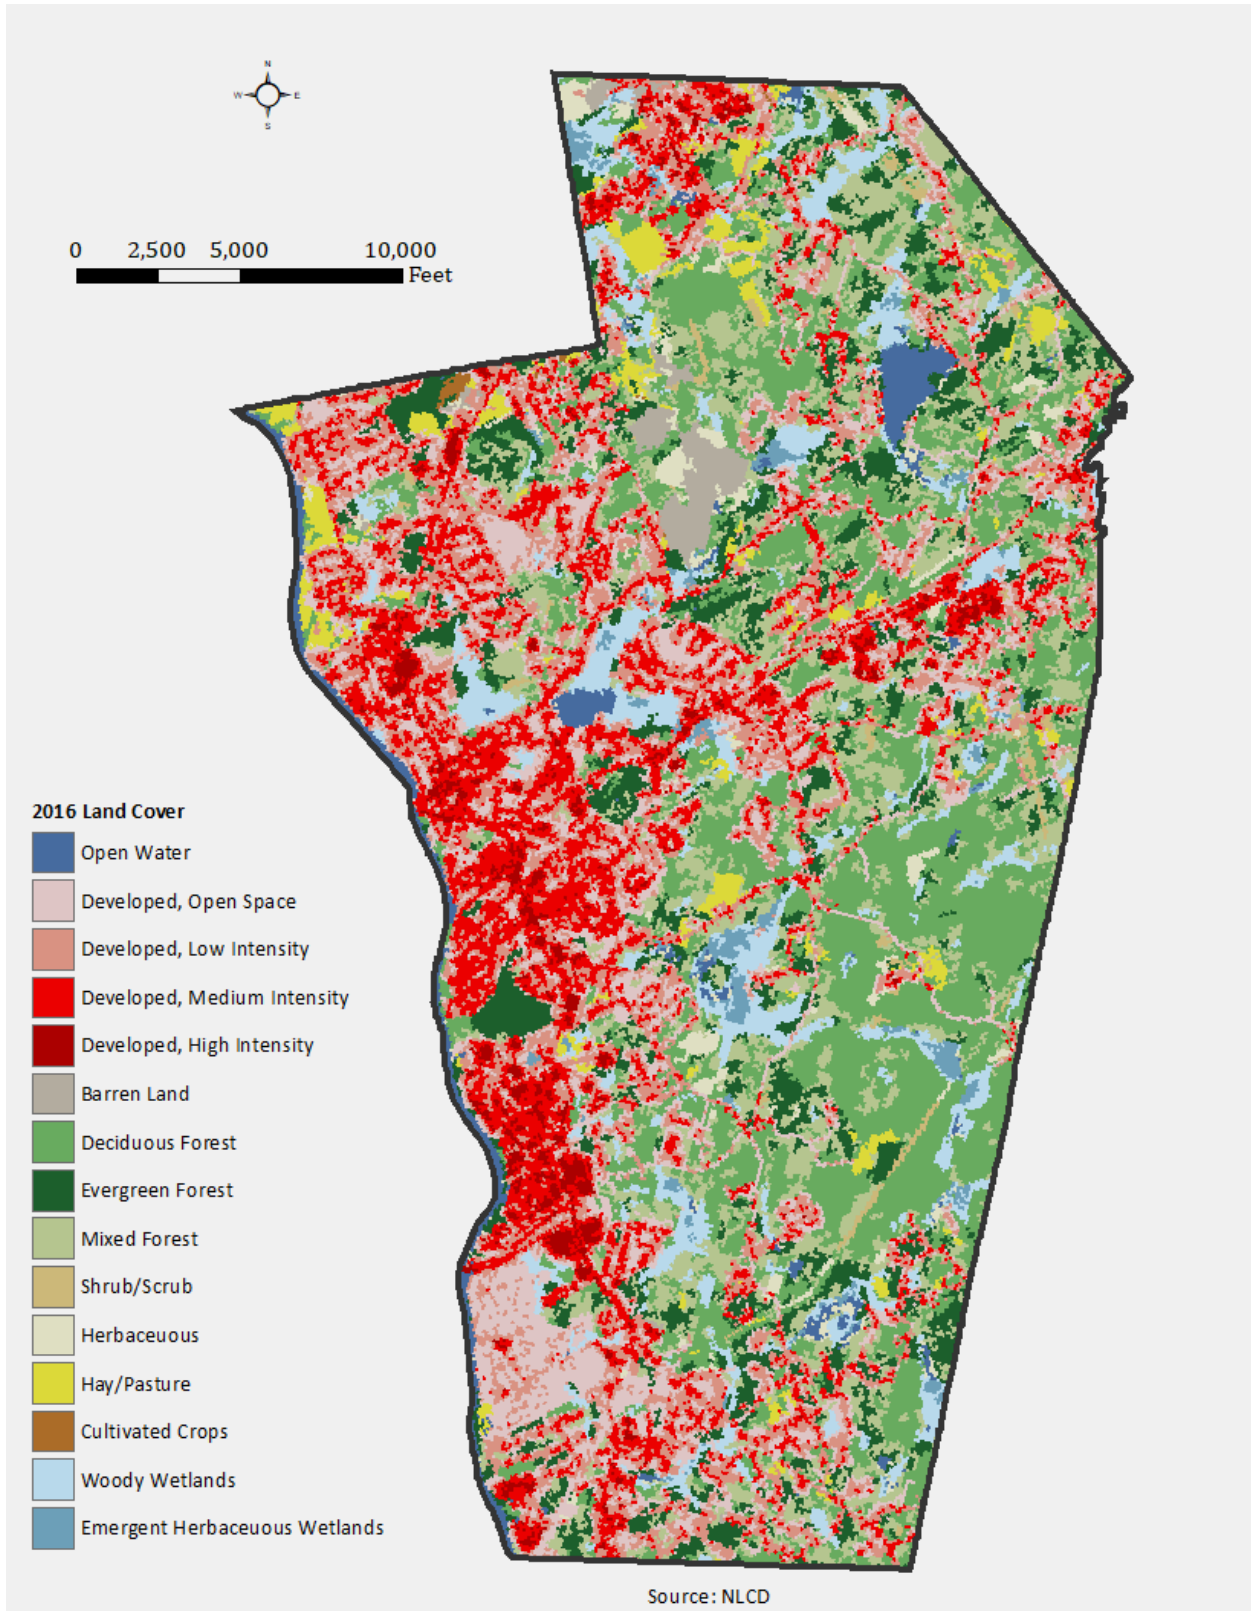 N
W E
S
0 2,500 5,000 10,000
Feet
2016 Land Cover
Open Water
Developed, Open Space
Developed, Low Intensity
Developed, Medium Intensity
Developed, High Intensity
Barren Land
Deciduous Forest
Evergreen Forest
Mixed Forest
Shrub/Scrub
Herbaceuous
Hay/Pasture
Cultivated Crops
Woody Wetlands
Emergent Herbaceuous Wetlands
Source: NLCD